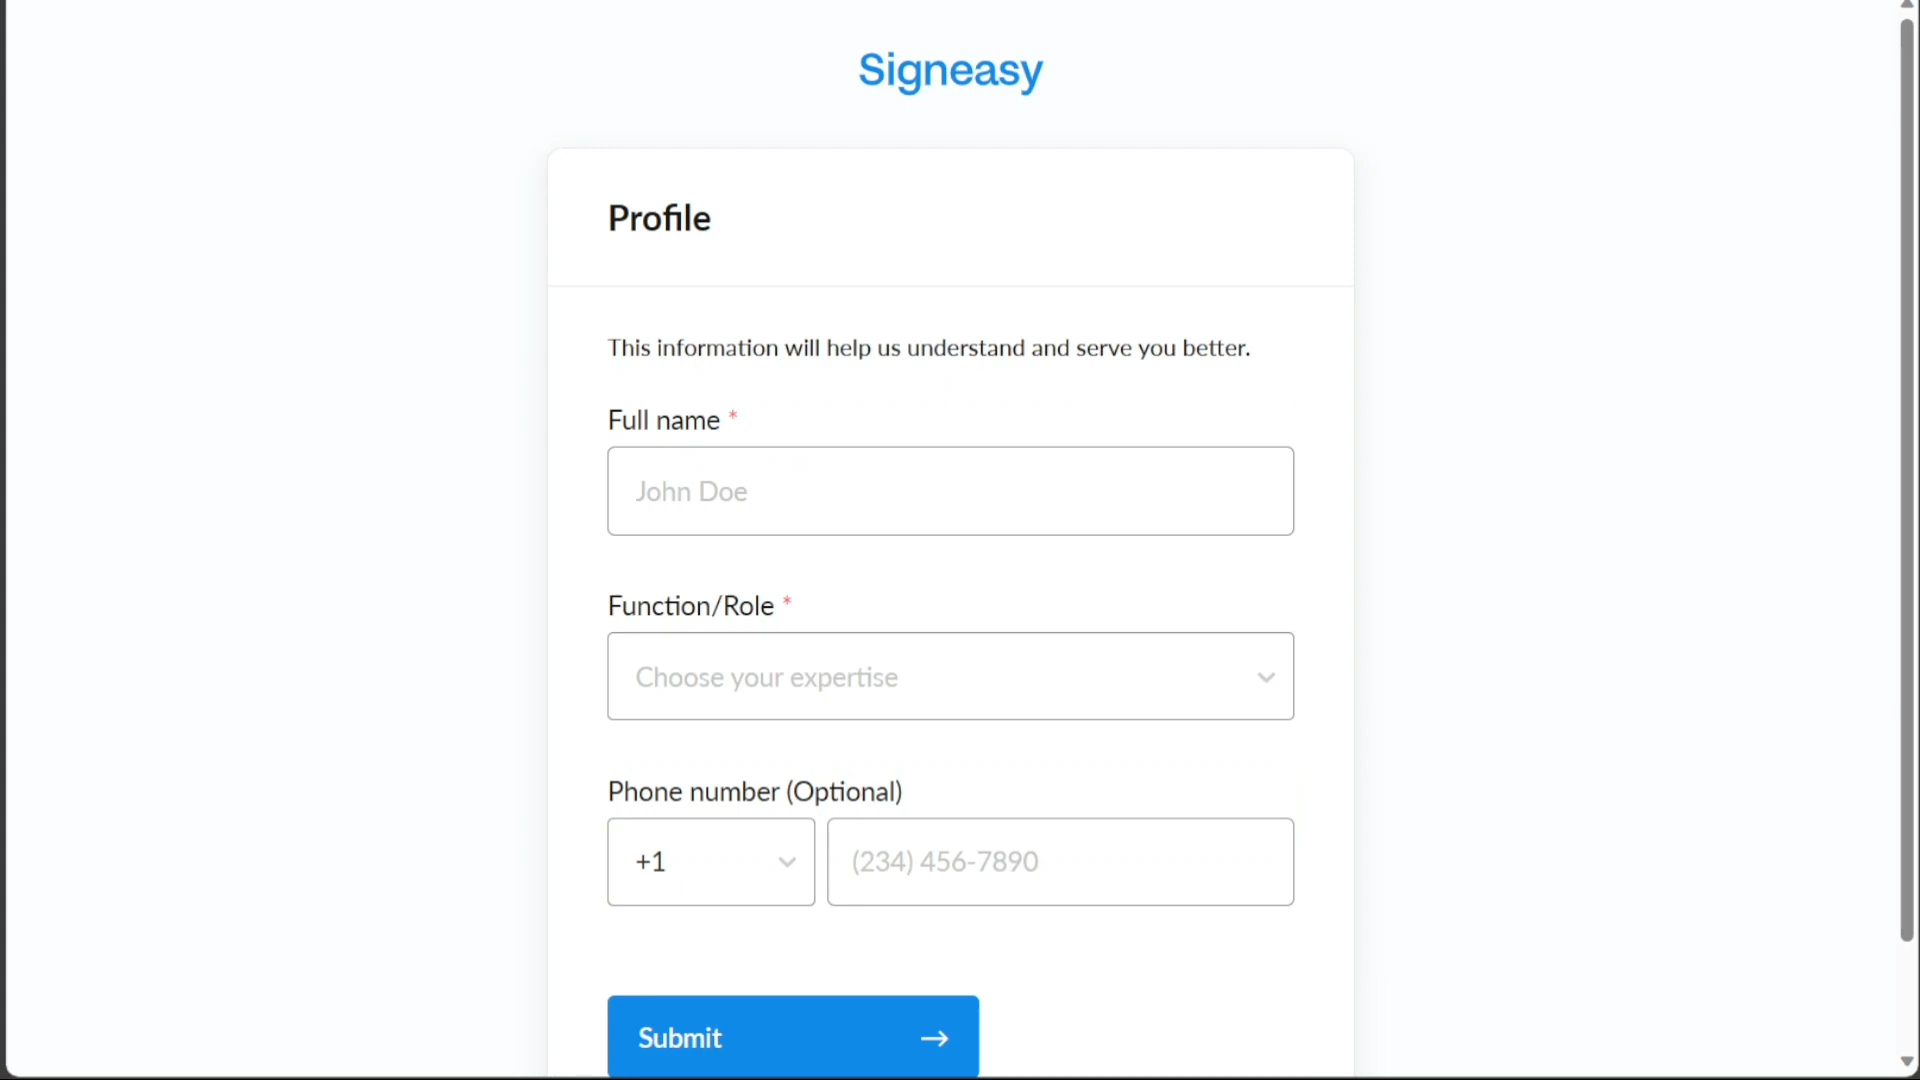 Signeasy
Profile
This information will help us understand and serve you better.
Full name *
John Doe
Function/Role *
Choose your expertise
Phone number (Optional)
+1 (234) 456-7890
Submit →